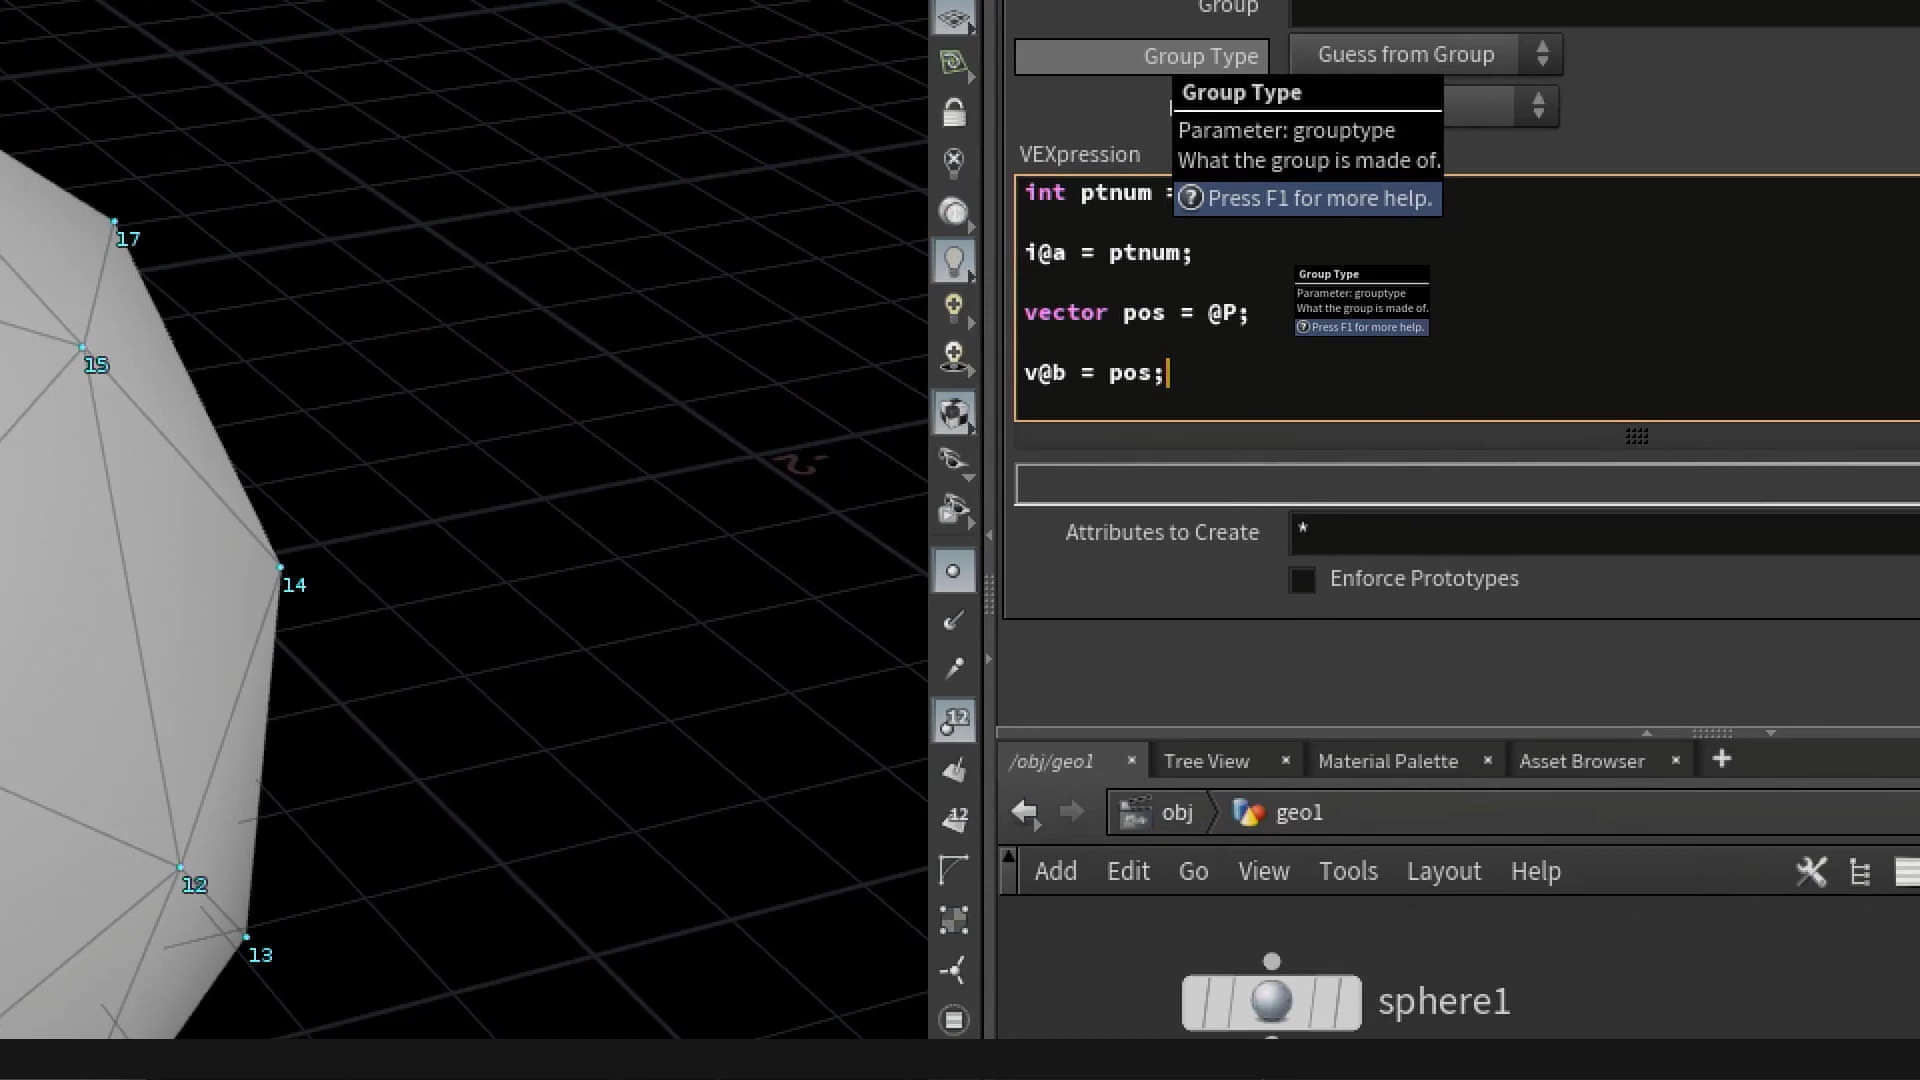 Group
Group Type
Guess from Group
Group Type
Parameter: grouptype
What the group is made of.
Press F1 for more help.
VEXpression
int ptnum =
i@a = ptnum;
vector pos = @P;
v@b = pos;
Group Type
Parameter: grouptype
What the group is made of.
Press F1 for more help.
Attributes to Create
*
Enforce Prototypes
17
15
14
12
13
12
12
/obj/geo1
Tree View
Material Palette
Asset Browser
obj
geo1
Add Edit Go View Tools Layout Help
sphere1